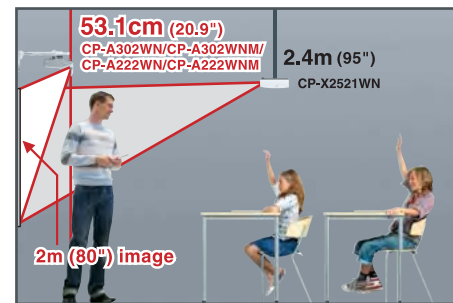 53.1cm (20.9")
CP-A302WN/CP-A302WNM/
CP-A222WN/CP-A222WNM
2.4m (95")
CP-X2521WN
2m (80") image